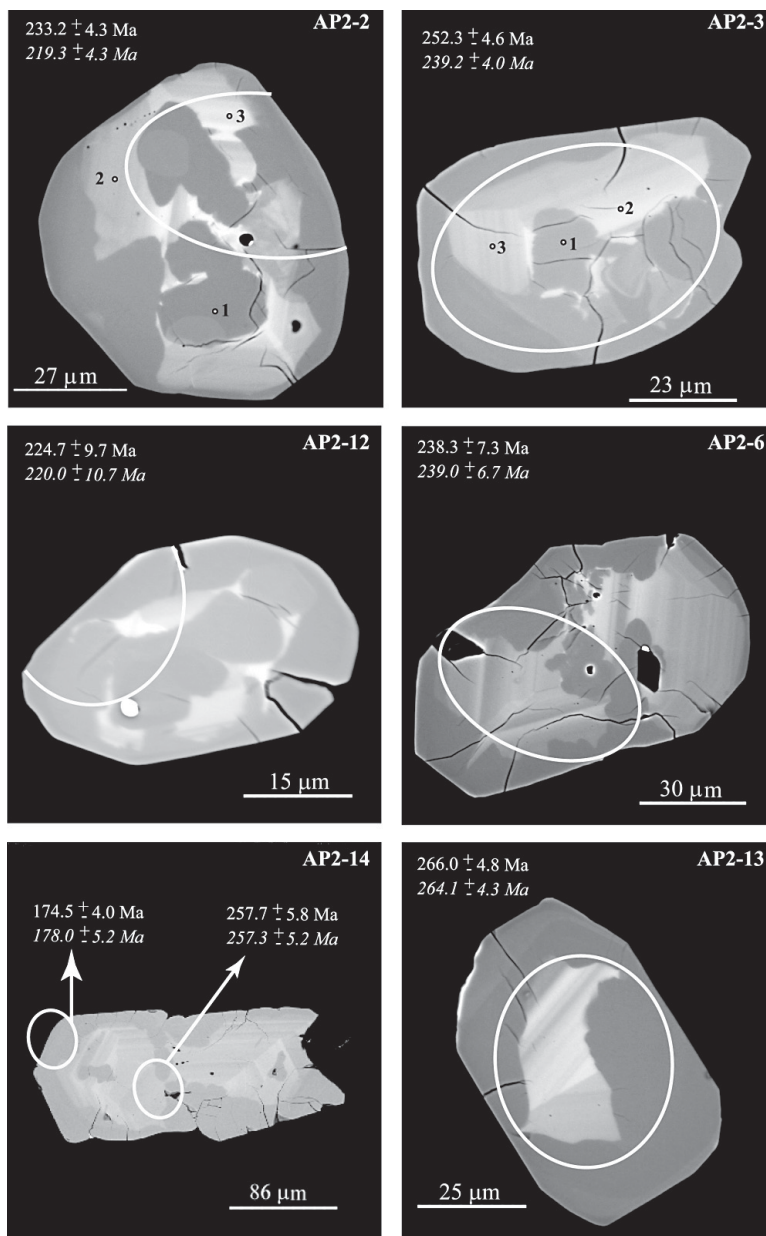 AP2-2
233.2 ± 4.3 Ma
219.3 ± 4.3 Ma
3
2
1
27 µm
AP2-3
252.3 ± 4.6 Ma
239.2 ± 4.0 Ma
2
1
3
23 µm
AP2-12
224.7 ± 9.7 Ma
220.0 ± 10.7 Ma
15 µm
AP2-6
238.3 ± 7.3 Ma
239.0 ± 6.7 Ma
30 µm
AP2-14
174.5 ± 4.0 Ma
178.0 ± 5.2 Ma
257.7 ± 5.8 Ma
257.3 ± 5.2 Ma
86 µm
AP2-13
266.0 ± 4.8 Ma
264.1 ± 4.3 Ma
25 µm